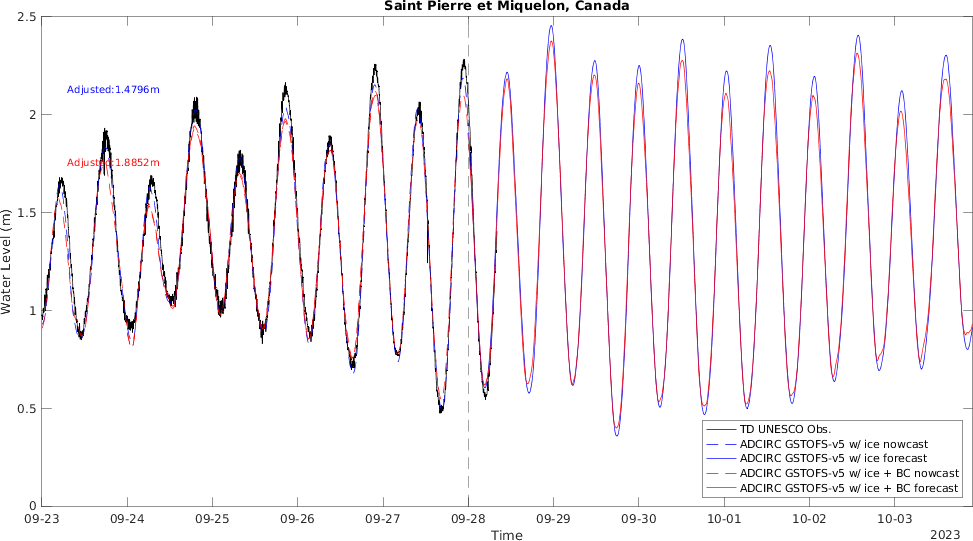 Saint Pierre et Miquelon, Canada
2.5
2
1.5
1
0.5
0
Water Level (m)
Adjusted:1.4796m
Adjusted:1.8852m
TD UNESCO Obs.
ADCIRC GSTOFS-v5 w/ ice nowcast
ADCIRC GSTOFS-v5 w/ ice forecast
ADCIRC GSTOFS-v5 w/ ice + BC nowcast
ADCIRC GSTOFS-v5 w/ ice + BC forecast
09-23 09-24 09-25 09-26 09-27 09-28 09-29 09-30 10-01 10-02 10-03
Time
2023